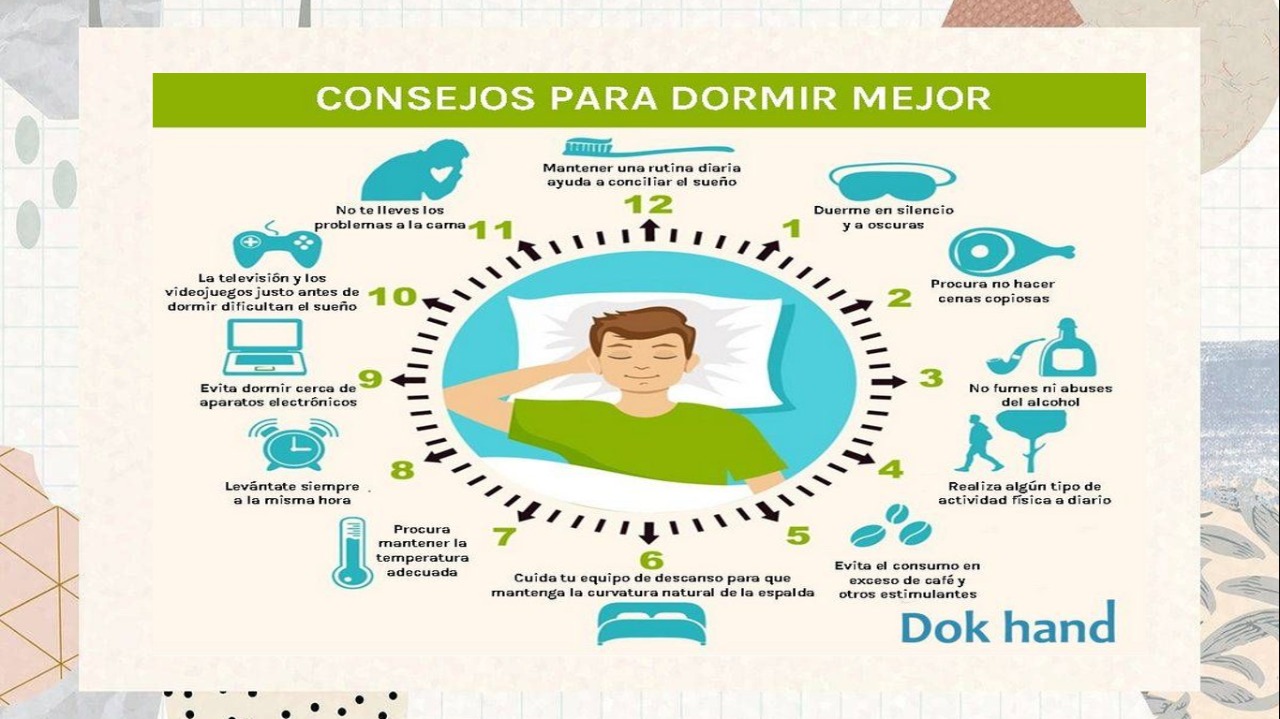 CONSEJOS PARA DORMIR MEJOR
Mantener una rutina diaria
ayuda a conciliar el sueño
12
Duerme en silencio
y a oscuras
1
Procura no hacer
cenas copiosas
2
No fumes ni abuses
del alcohol
3
Realiza algún tipo de
actividad física a diario
4
Evita el consumo en
exceso de café y
otros estimulantes
5
6
Cuida tu equipo de descanso para que
mantenga la curvatura natural de la espalda
7
Procura
mantener la
temperatura
adecuada
8
Levántate siempre
a la misma hora
9
Evita dormir cerca de
aparatos electrónicos
10
La televisión y los
videojuegos justo antes de
dormir dificultan el sueño
11
No te lleves los
problemas a la cama
Dok hand